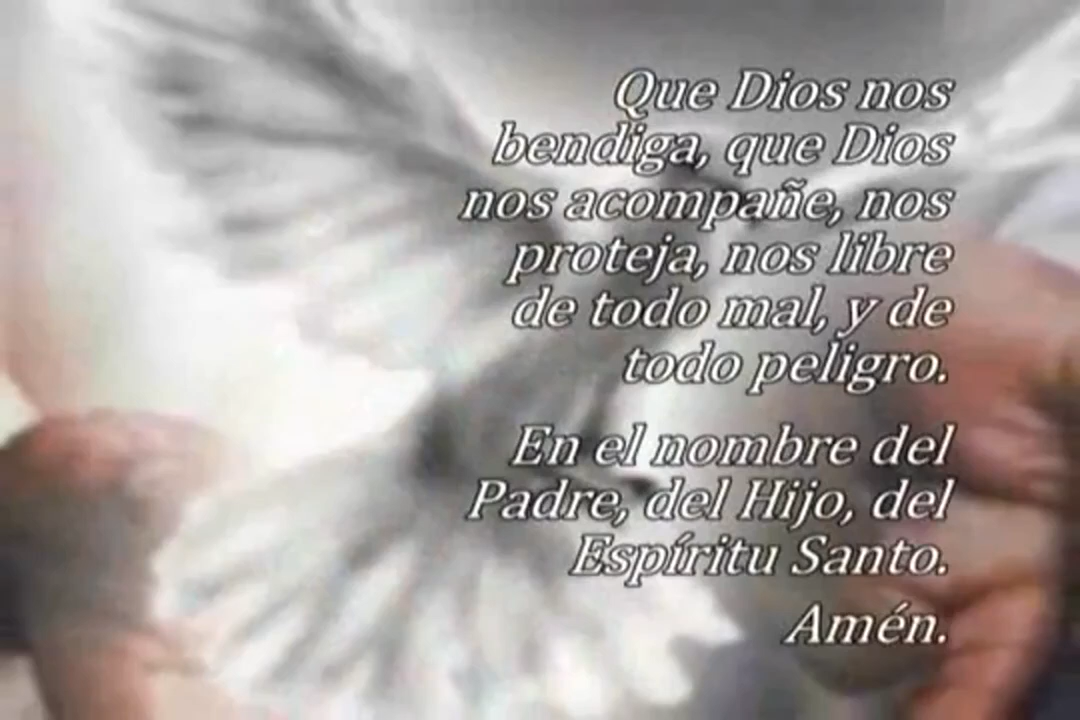 Que Dios nos
bendiga, que Dios
nos acompañe, nos
proteja, nos libre
de todo mal, y de
todo peligro.
En el nombre del
Padre, del Hijo, del
Espíritu Santo.
Amén.